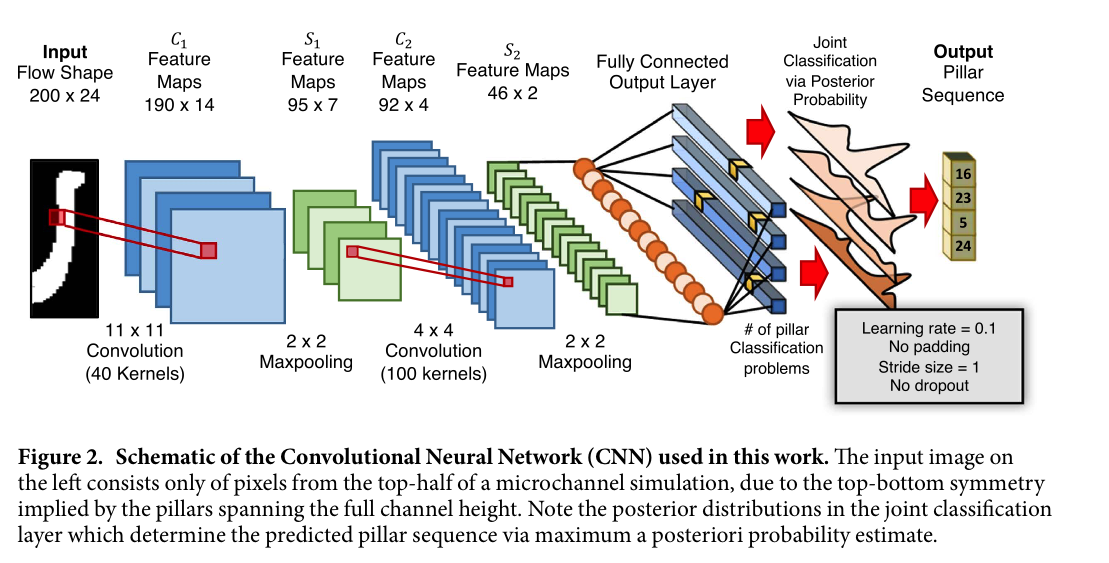 Input
Flow Shape
200 x 24
C₁
Feature
Maps
190 x 14
S₁
Feature
Maps
95 x 7
C₂
Feature
Maps
92 x 4
S₂
Feature Maps
46 x 2
Fully Connected
Output Layer
Joint
Classification
via Posterior
Probability
Output
Pillar
Sequence
16
23
5
24
11 x 11
Convolution
(40 Kernels)
2 x 2
Maxpooling
4 x 4
Convolution
(100 kernels)
2 x 2
Maxpooling
# of pillar
Classification
problems
Learning rate = 0.1
No padding
Stride size = 1
No dropout
Figure 2. Schematic of the Convolutional Neural Network (CNN) used in this work. The input image on
the left consists only of pixels from the top-half of a microchannel simulation, due to the top-bottom symmetry
implied by the pillars spanning the full channel height. Note the posterior distributions in the joint classification
layer which determine the predicted pillar sequence via maximum a posteriori probability estimate.